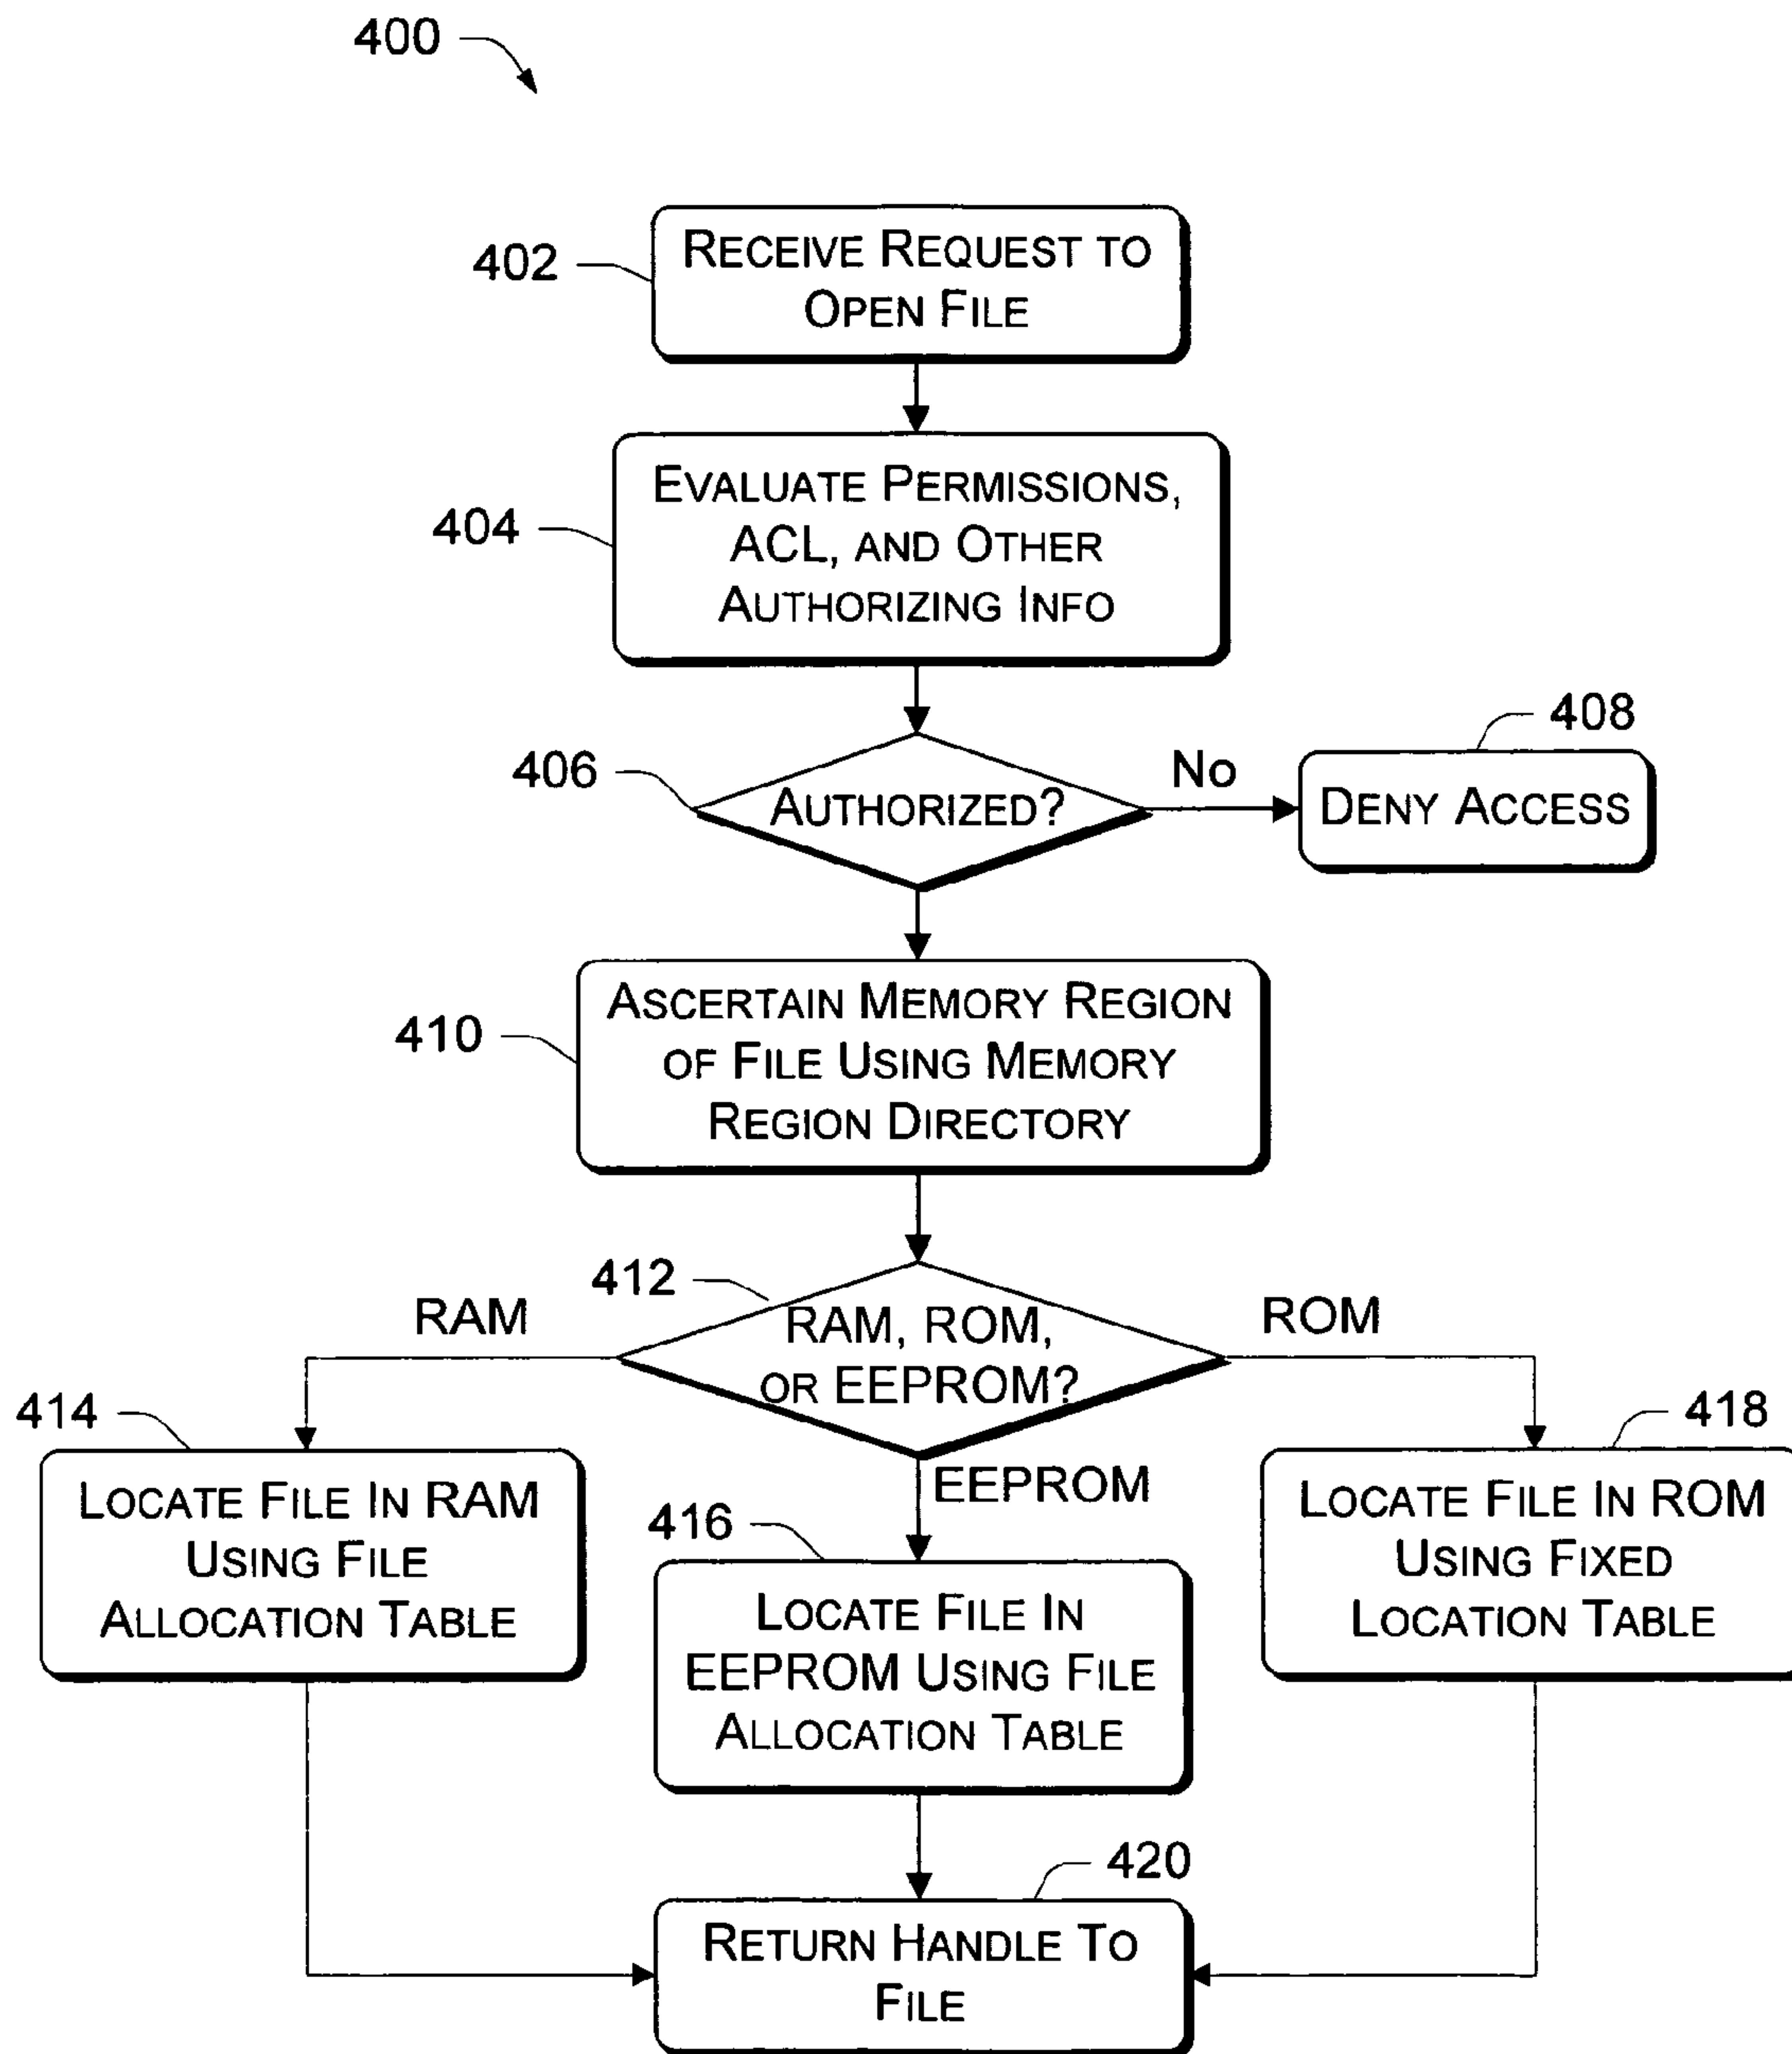 400
402
RECEIVE REQUEST TO
OPEN FILE
404
EVALUATE PERMISSIONS,
ACL, AND OTHER
AUTHORIZING INFO
406
AUTHORIZED?
No
408
DENY ACCESS
410
ASCERTAIN MEMORY REGION
OF FILE USING MEMORY
REGION DIRECTORY
412
RAM, ROM,
OR EEPROM?
RAM
ROM
EEPROM
414
LOCATE FILE IN RAM
USING FILE
ALLOCATION TABLE
416
LOCATE FILE IN
EEPROM USING FILE
ALLOCATION TABLE
418
LOCATE FILE IN ROM
USING FIXED
LOCATION TABLE
420
RETURN HANDLE TO
FILE